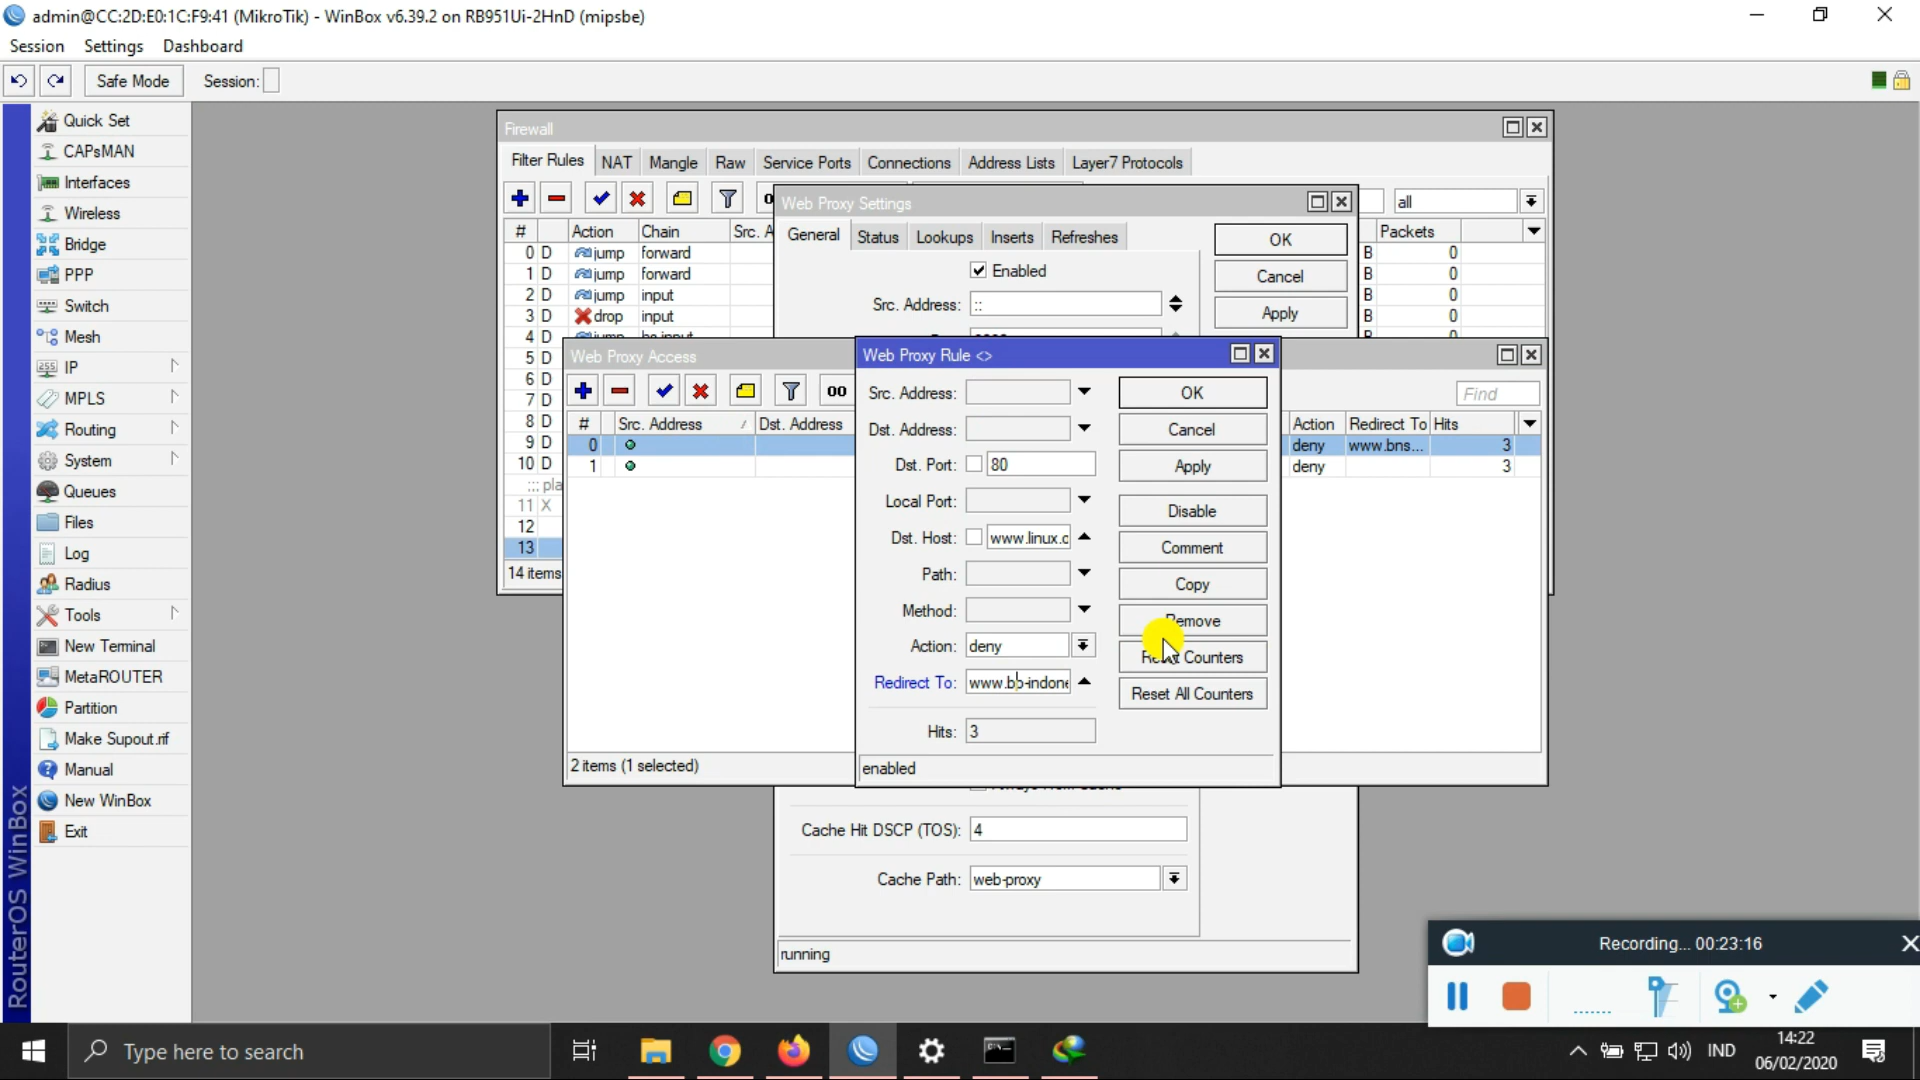 admin@CC:2D:E0:1C:F9:41 (MikroTik) - WinBox v6.39.2 on RB951Ui-2HnD (mipsbe)
Session Settings Dashboard
Safe Mode Session:
Quick Set
CAPsMAN
Interfaces
Wireless
Bridge
PPP
Switch
Mesh
IP
MPLS
Routing
System
Queues
Files
Log
Radius
Tools
New Terminal
MetaROUTER
Partition
Make Supout.rif
Manual
New WinBox
Exit
RouterOS WinBox
Firewall
Filter Rules NAT Mangle Raw Service Ports Connections Address Lists Layer7 Protocols
all
# Action Chain Src. A Packets
0 D jump forward B 0
1 D jump forward B 0
2 D jump input B 0
3 D drop input B 0
4 D jump B 0
5 D
6 D
7 D
8 D
9 D
10 D
::: pla
11 X
12
13
14 items
Web Proxy Settings
General Status Lookups Inserts Refreshes
Enabled
Src. Address: ::
OK
Cancel
Apply
Cache Hit DSCP (TOS): 4
Cache Path: web-proxy
running
Web Proxy Access
00
Find
# Src. Address Dst. Address Action Redirect To Hits
0 deny www.bns... 3
1 deny 3
2 items (1 selected)
Web Proxy Rule <>
Src. Address:
Dst. Address:
Dst. Port: 80
Local Port:
Dst. Host: www.linux.c
Path:
Method:
Action: deny
Redirect To: www.bp-indone
Hits: 3
enabled
OK
Cancel
Apply
Disable
Comment
Copy
Remove
Reset Counters
Reset All Counters
Recording... 00:23:16
Type here to search
IND
14:22
06/02/2020